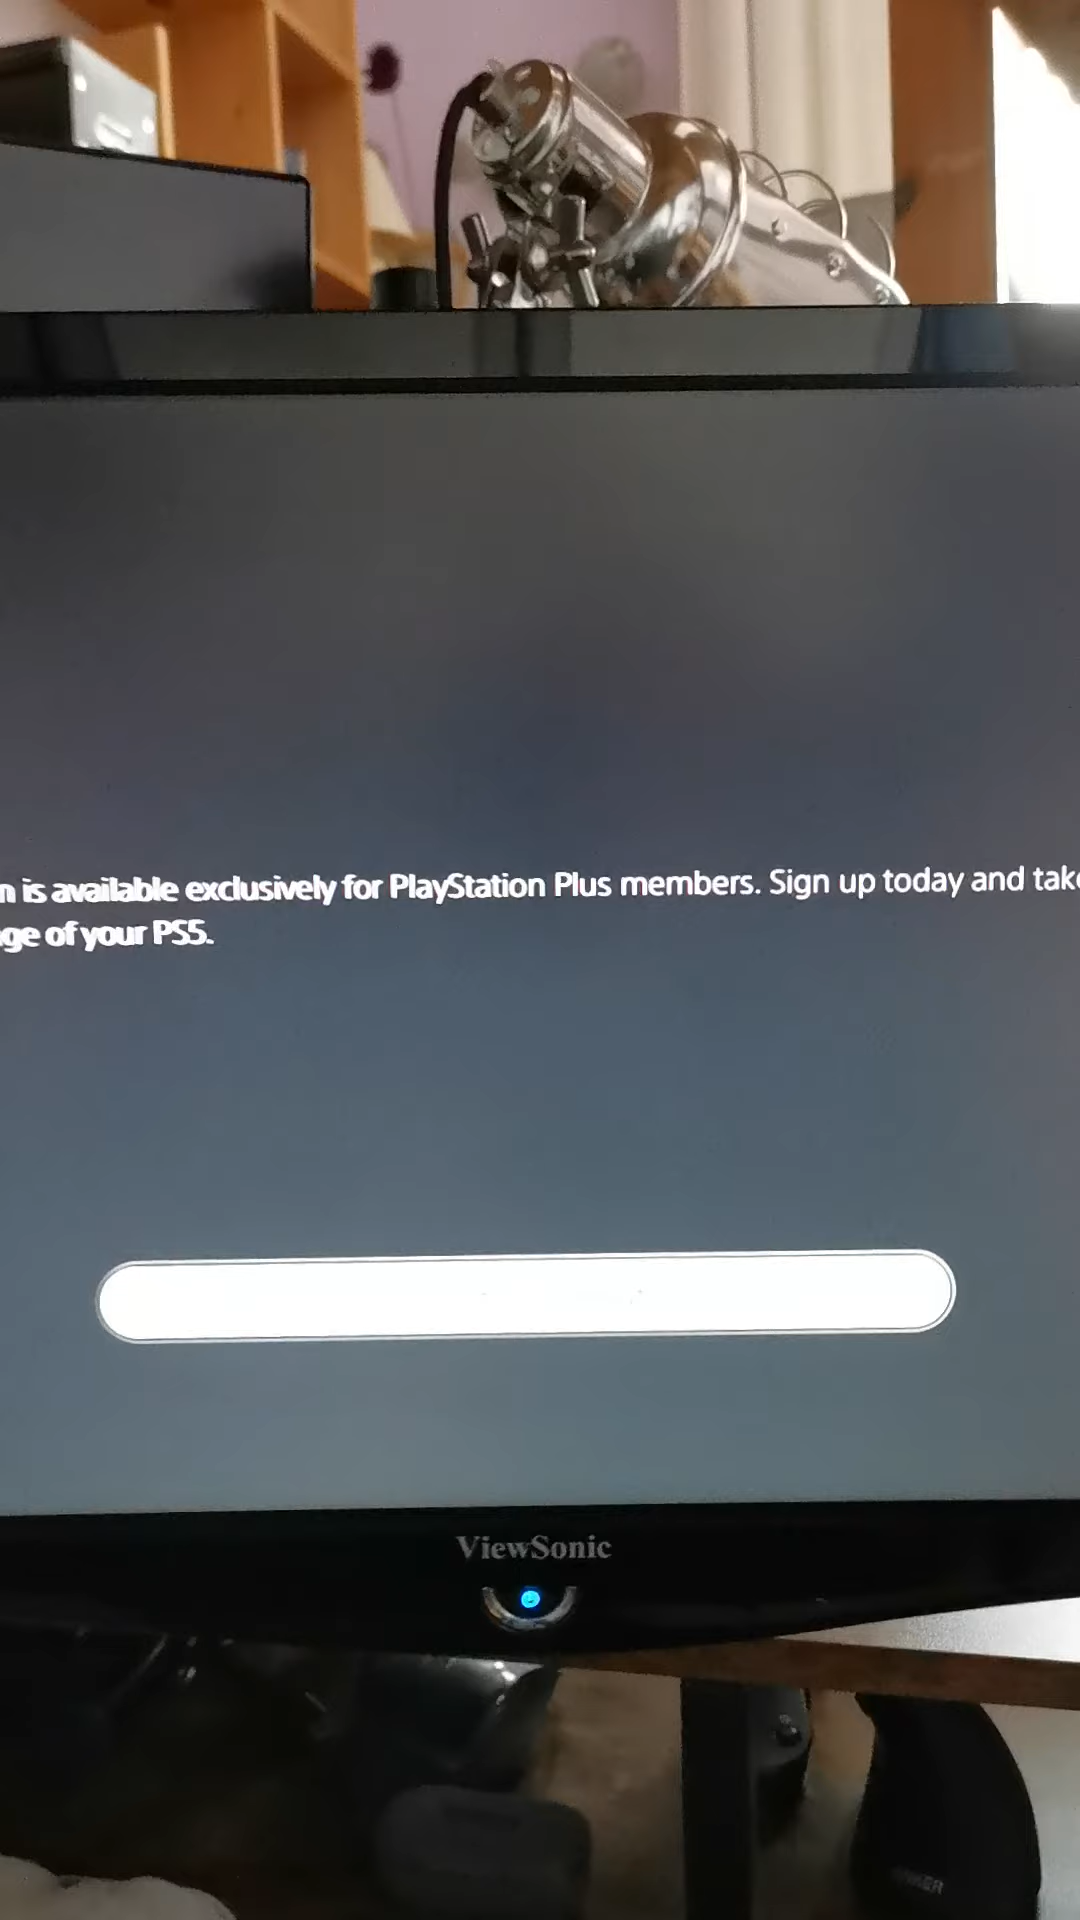 is available exclusively for PlayStation Plus members. Sign up today and
of your PS5.
ViewSonic